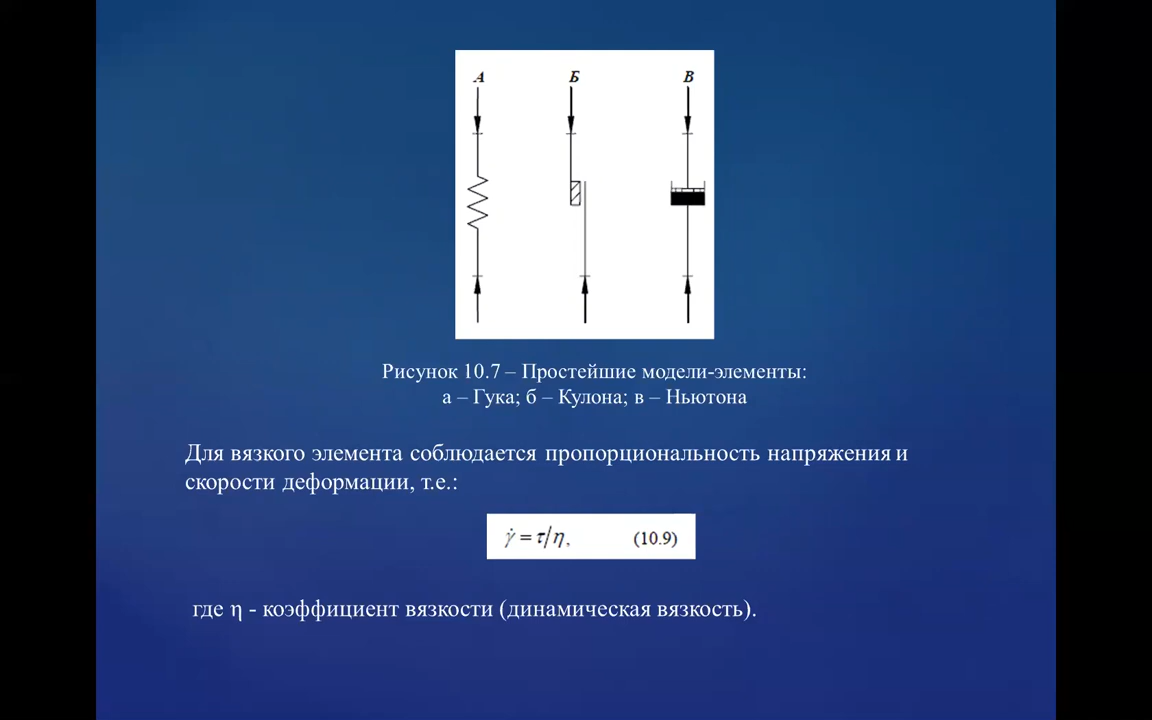 А Б В
Рисунок 10.7 – Простейшие модели-элементы:
а – Гука; б – Кулона; в – Ньютона
Для вязкого элемента соблюдается пропорциональность напряжения и
скорости деформации, т.е.:
γ̇ = τ/η, (10.9)
где η - коэффициент вязкости (динамическая вязкость).